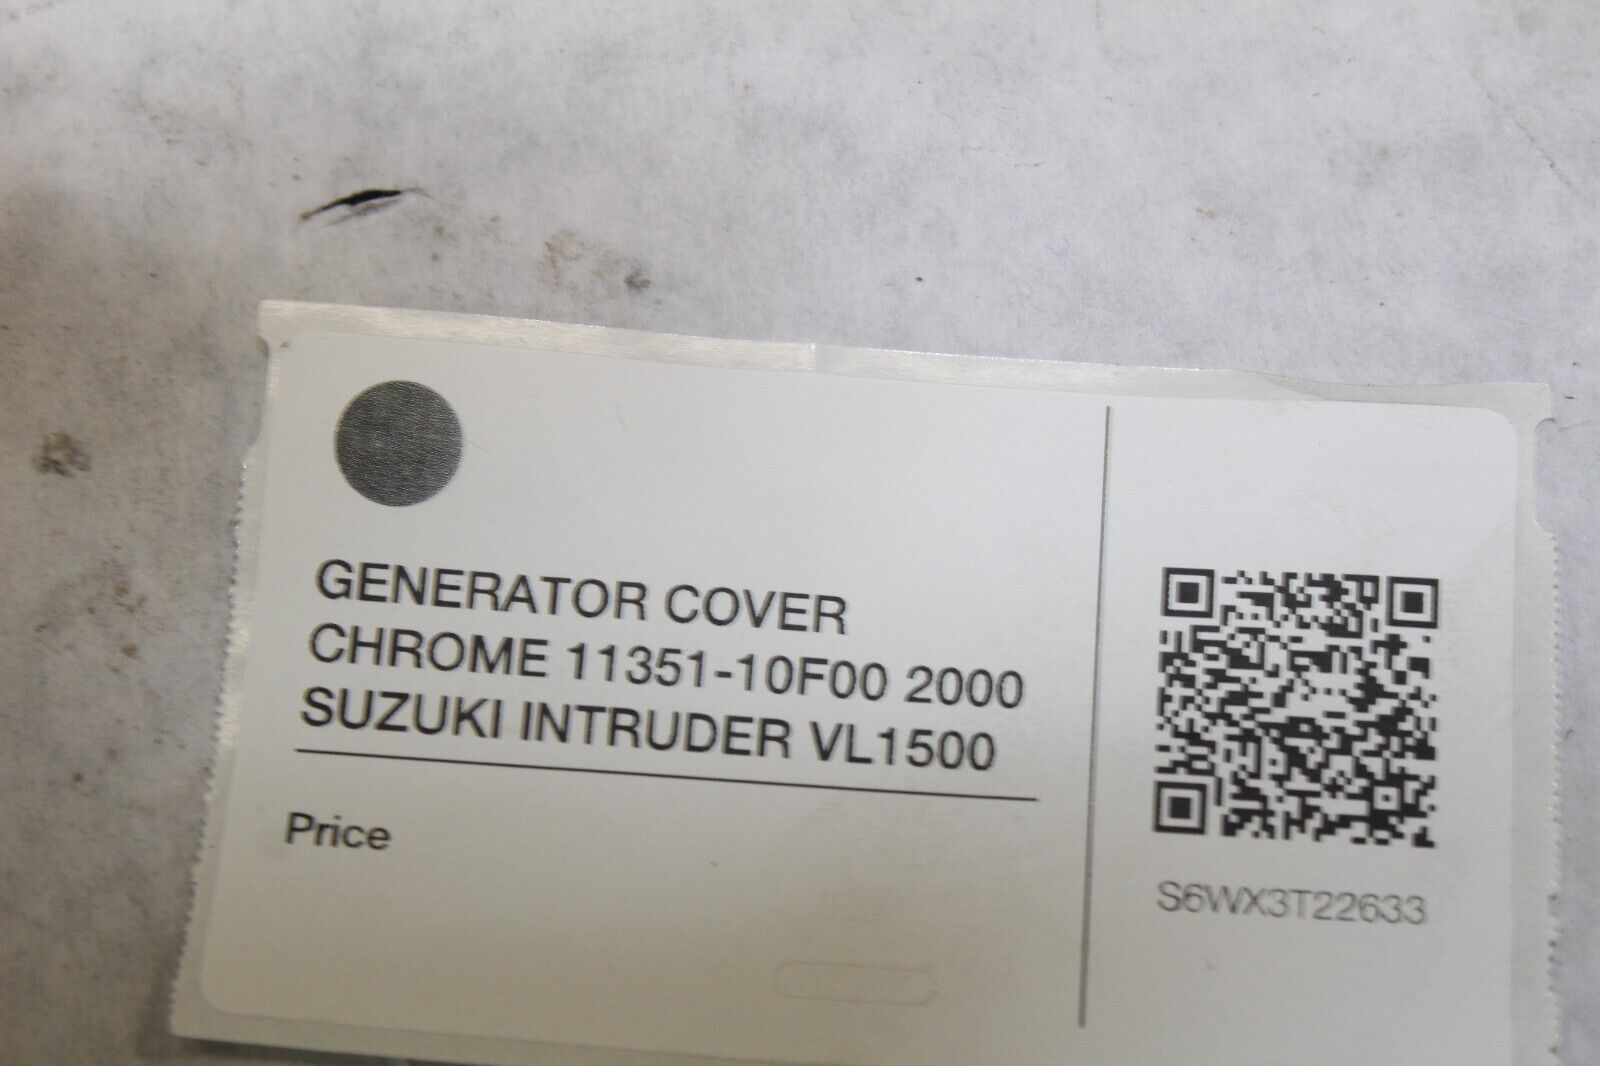 GENERATOR COVER
CHROME 11351-10F00 2000
SUZUKI INTRUDER VL1500
Price
S6WX3T22633